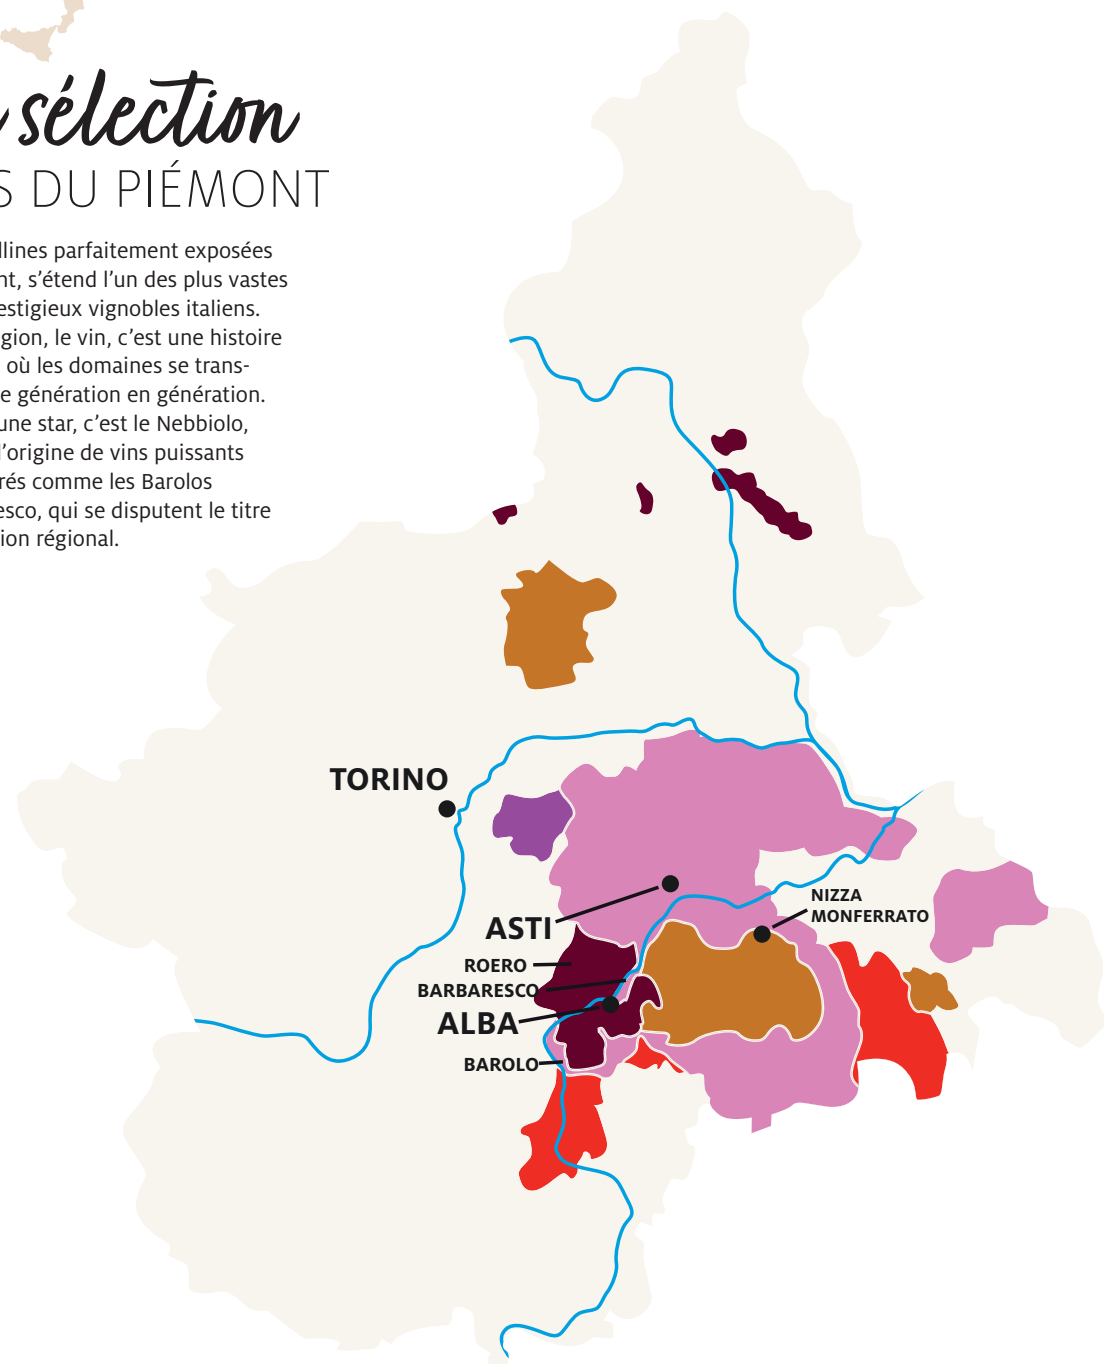 sélection
S DU PIÉMONT
llines parfaitement exposées
nt, s’étend l’un des plus vastes
estigieux vignobles italiens.
gion, le vin, c’est une histoire
où les domaines se trans-
e génération en génération.
une star, c’est le Nebbiolo,
l’origine de vins puissants
rés comme les Barolos
esco, qui se disputent le titre
ion régional.
TORINO
NIZZA
MONFERRATO
ASTI
ROERO
BARBARESCO
ALBA
BAROLO